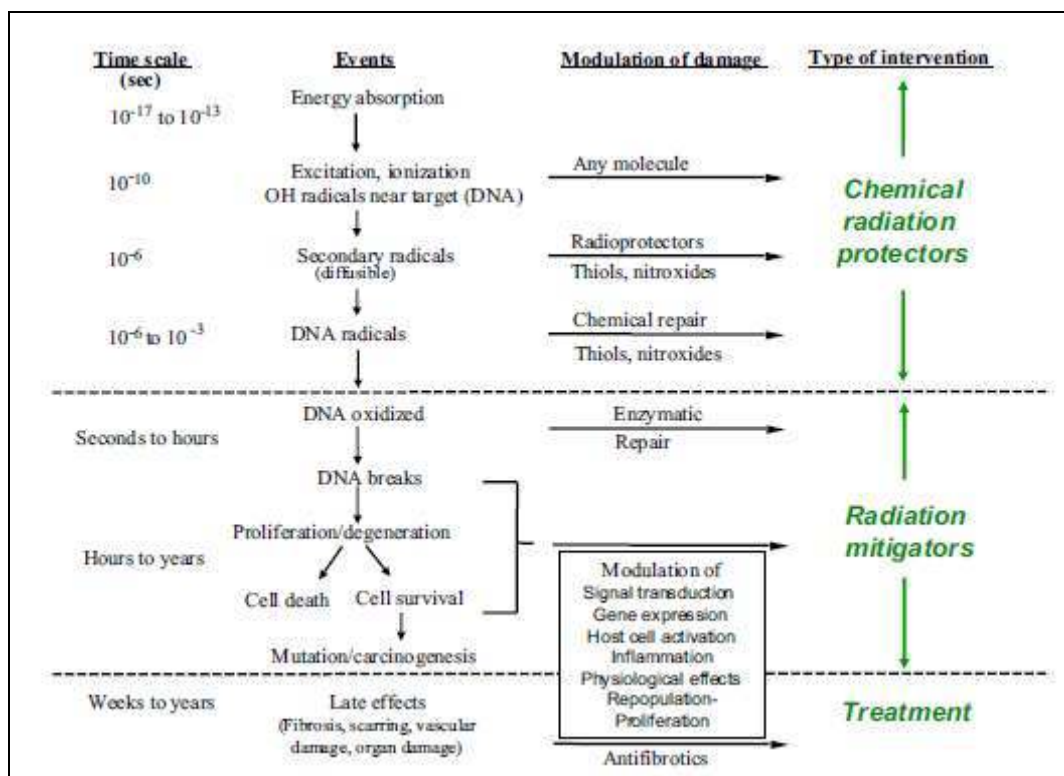 Time scale (sec)
Events
Modulation of damage
Type of intervention
10⁻¹⁷ to 10⁻¹³
Energy absorption
10⁻¹⁰
Excitation, ionization
OH radicals near target (DNA)
Any molecule
Chemical
radiation
protectors
10⁻⁶
Secondary radicals
(diffusible)
Radioprotectors
Thiols, nitroxides
10⁻⁶ to 10⁻³
DNA radicals
Chemical repair
Thiols, nitroxides
Seconds to hours
DNA oxidized
Enzymatic
Repair
DNA breaks
Hours to years
Proliferation/degeneration
Cell death
Cell survival
Mutation/carcinogenesis
Radiation
mitigators
Modulation of
Signal transduction
Gene expression
Host cell activation
Inflammation
Physiological effects
Repopulation-
Proliferation
Weeks to years
Late effects
(Fibrosis, scarring, vascular
damage, organ damage)
Antifibrotics
Treatment